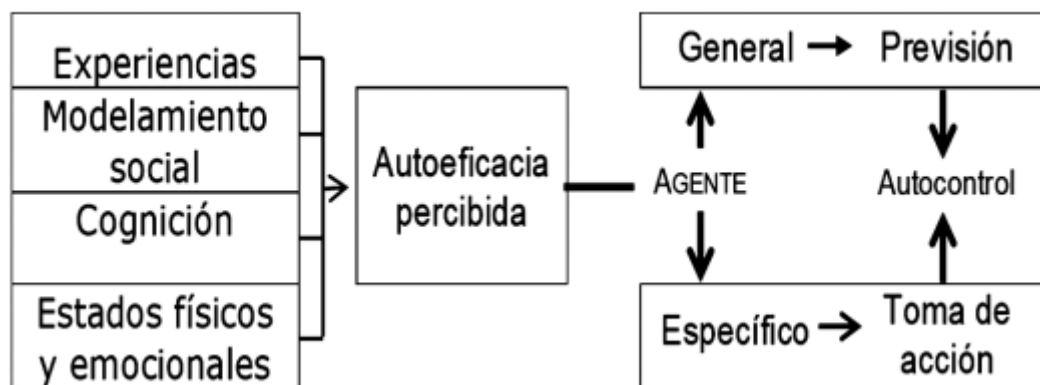 Experiencias
Modelamiento
social
Cognición
Estados físicos
y emocionales
Autoeficacia
percibida
General → Previsión
AGENTE
Autocontrol
Específico → Toma de
acción